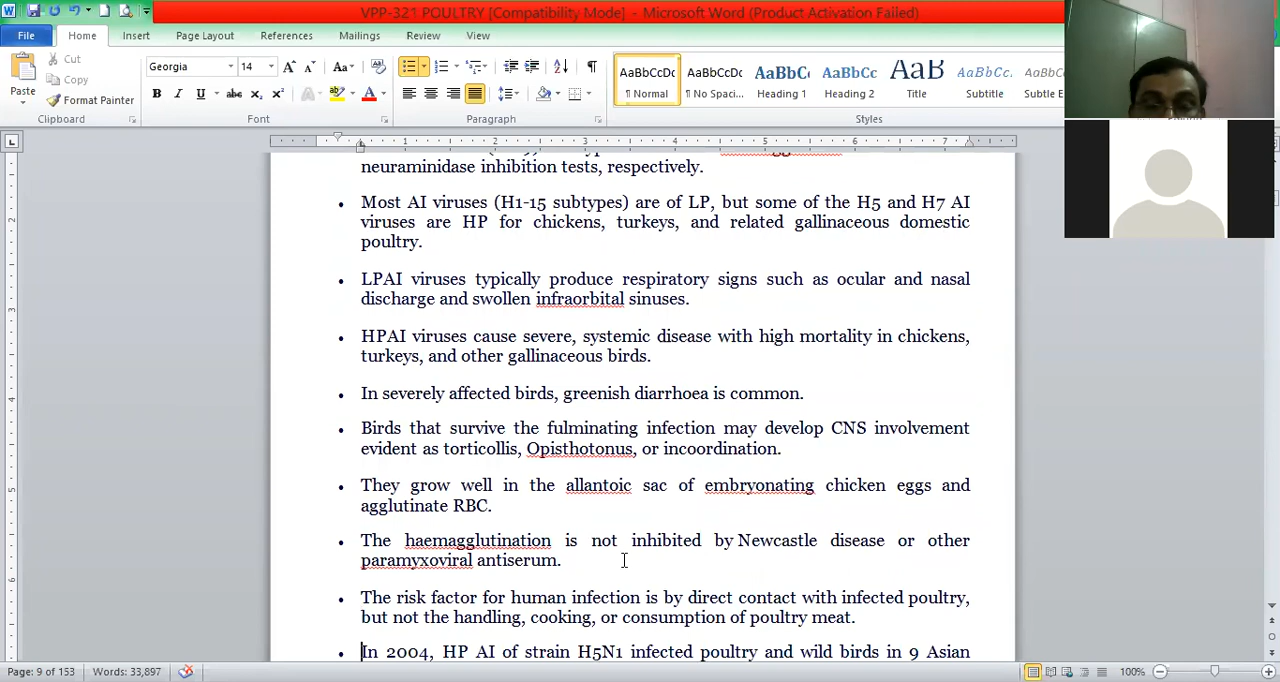 VPP-321 POULTRY [Compatibility Mode] - Microsoft Word (Product Activation Failed)
File Home Insert Page Layout References Mailings Review View
Paste
Cut
Copy
Format Painter
Clipboard
Georgia 14
Font
Paragraph
AaBbCcDc AaBbCcDc AaBbC AaBbCc AaB AaBbCc AaBbCcD
¶ Normal ¶ No Spaci... Heading 1 Heading 2 Title Subtitle Subtle E
Styles
1 2 3 4 5 6 7
neuraminidase inhibition tests, respectively.
• Most AI viruses (H1-15 subtypes) are of LP, but some of the H5 and H7 AI
viruses are HP for chickens, turkeys, and related gallinaceous domestic
poultry.
• LPAI viruses typically produce respiratory signs such as ocular and nasal
discharge and swollen infraorbital sinuses.
• HPAI viruses cause severe, systemic disease with high mortality in chickens,
turkeys, and other gallinaceous birds.
• In severely affected birds, greenish diarrhoea is common.
• Birds that survive the fulminating infection may develop CNS involvement
evident as torticollis, Opisthotonus, or incoordination.
• They grow well in the allantoic sac of embryonating chicken eggs and
agglutinate RBC.
• The haemagglutination is not inhibited by Newcastle disease or other
paramyxoviral antiserum.
• The risk factor for human infection is by direct contact with infected poultry,
but not the handling, cooking, or consumption of poultry meat.
• In 2004, HP AI of strain H5N1 infected poultry and wild birds in 9 Asian
Page: 9 of 153 Words: 33,897 100%